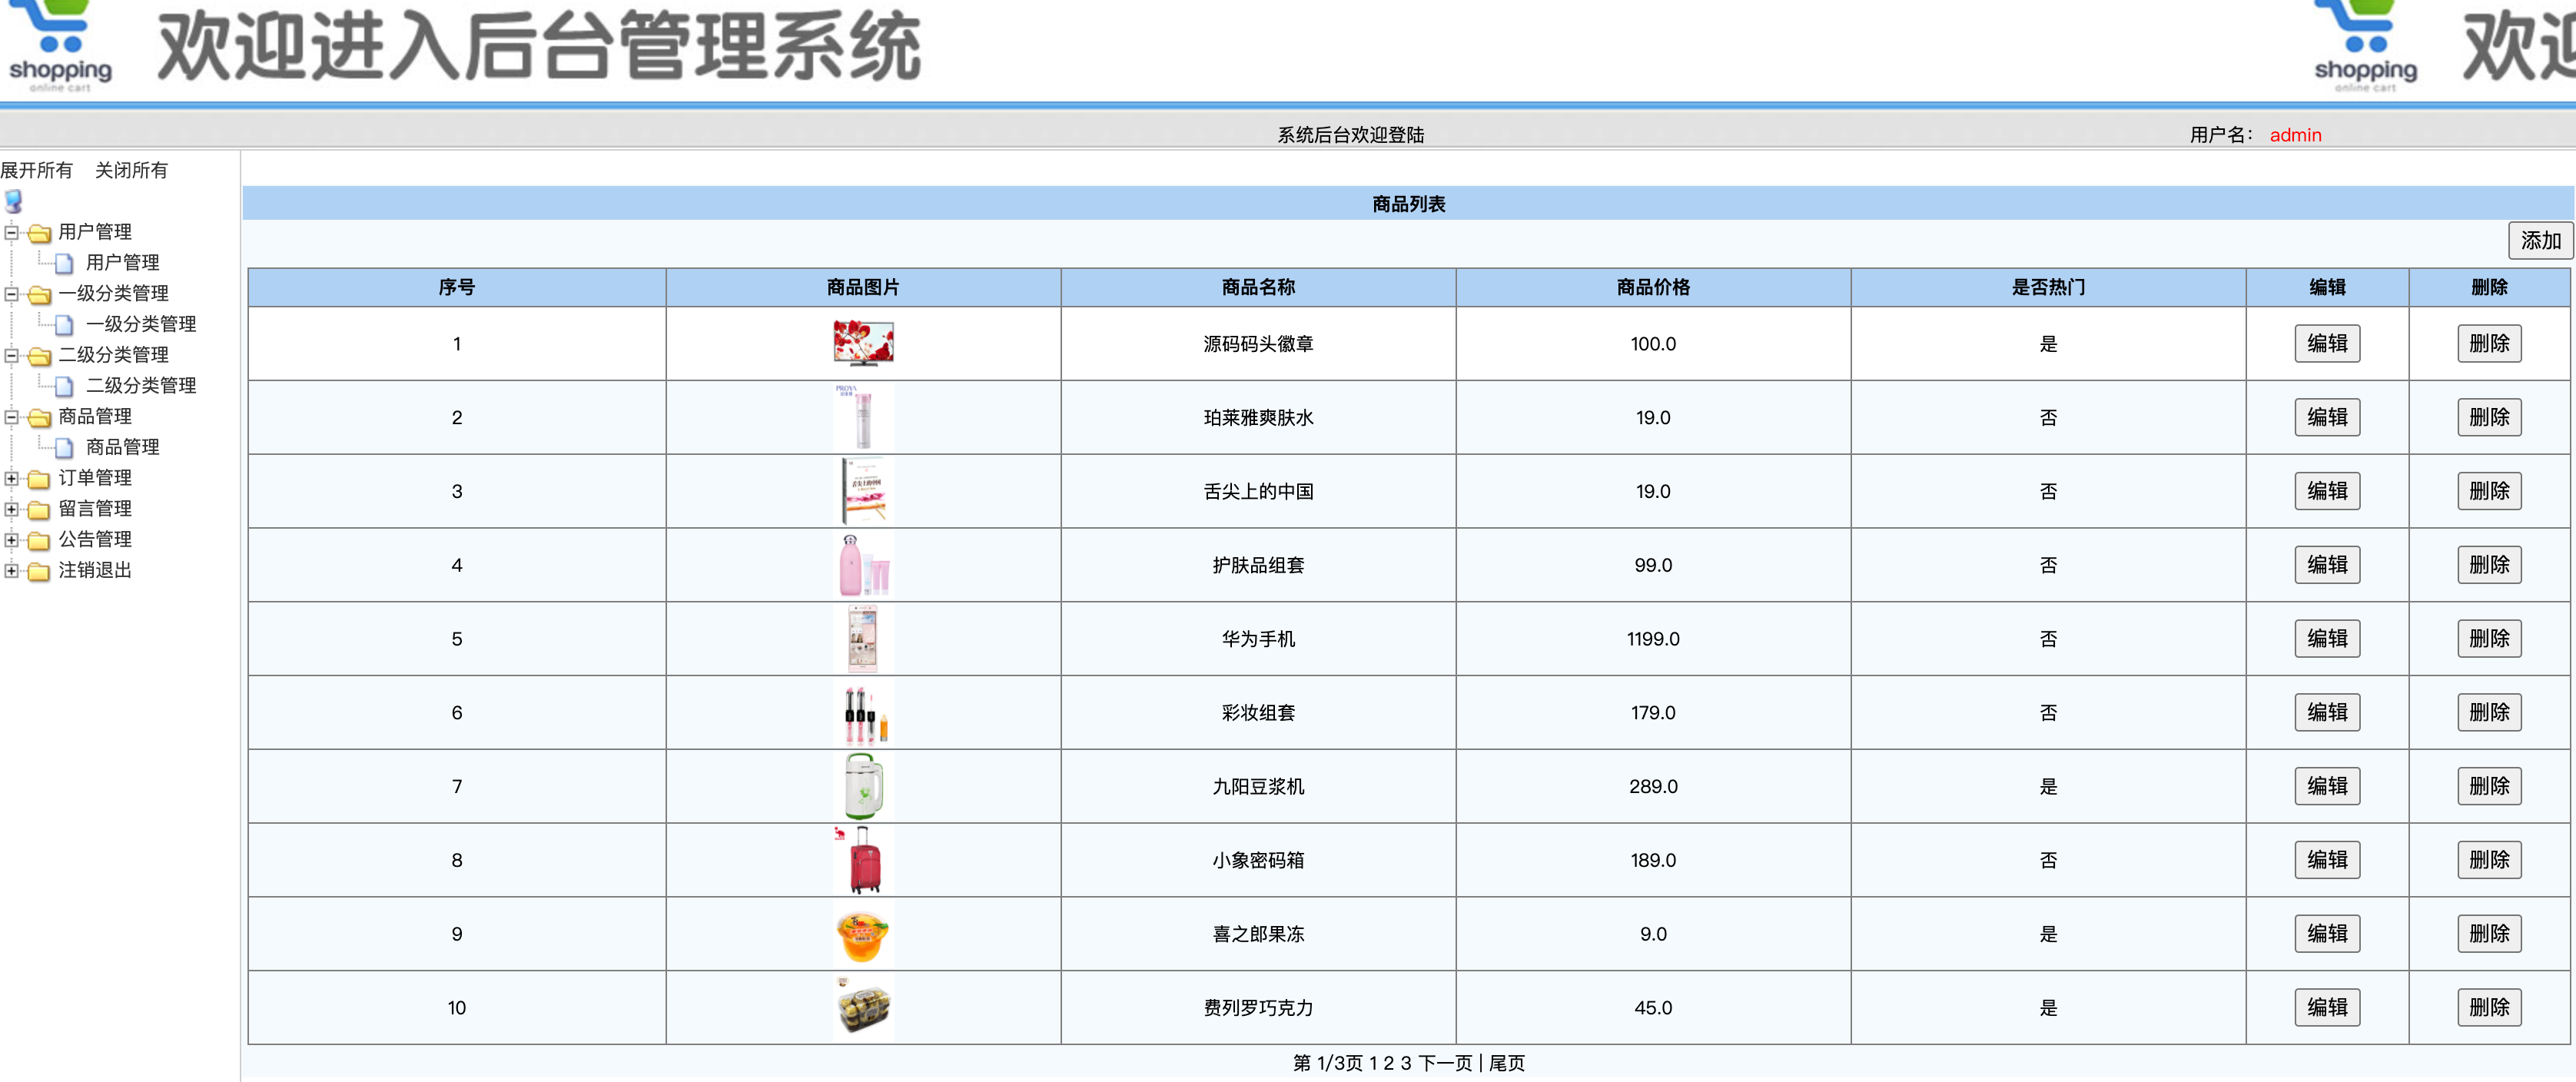 shopping
online cart
欢迎进入后台管理系统
shopping
online cart
欢迎
系统后台欢迎登陆
用户名： admin
展开所有 关闭所有
用户管理
用户管理
一级分类管理
一级分类管理
二级分类管理
二级分类管理
商品管理
商品管理
订单管理
留言管理
公告管理
注销退出
商品列表
添加
序号 商品图片 商品名称 商品价格 是否热门 编辑 删除
1 源码码头徽章 100.0 是 编辑 删除
PROYA
2 珀莱雅爽肤水 19.0 否 编辑 删除
舌尖上的中国
3 舌尖上的中国 19.0 否 编辑 删除
4 护肤品组套 99.0 否 编辑 删除
5 华为手机 1199.0 否 编辑 删除
6 彩妆组套 179.0 否 编辑 删除
7 九阳豆浆机 289.0 是 编辑 删除
8 小象密码箱 189.0 否 编辑 删除
9 喜之郎果冻 9.0 是 编辑 删除
10 费列罗巧克力 45.0 是 编辑 删除
第 1/3页 1 2 3 下一页 | 尾页